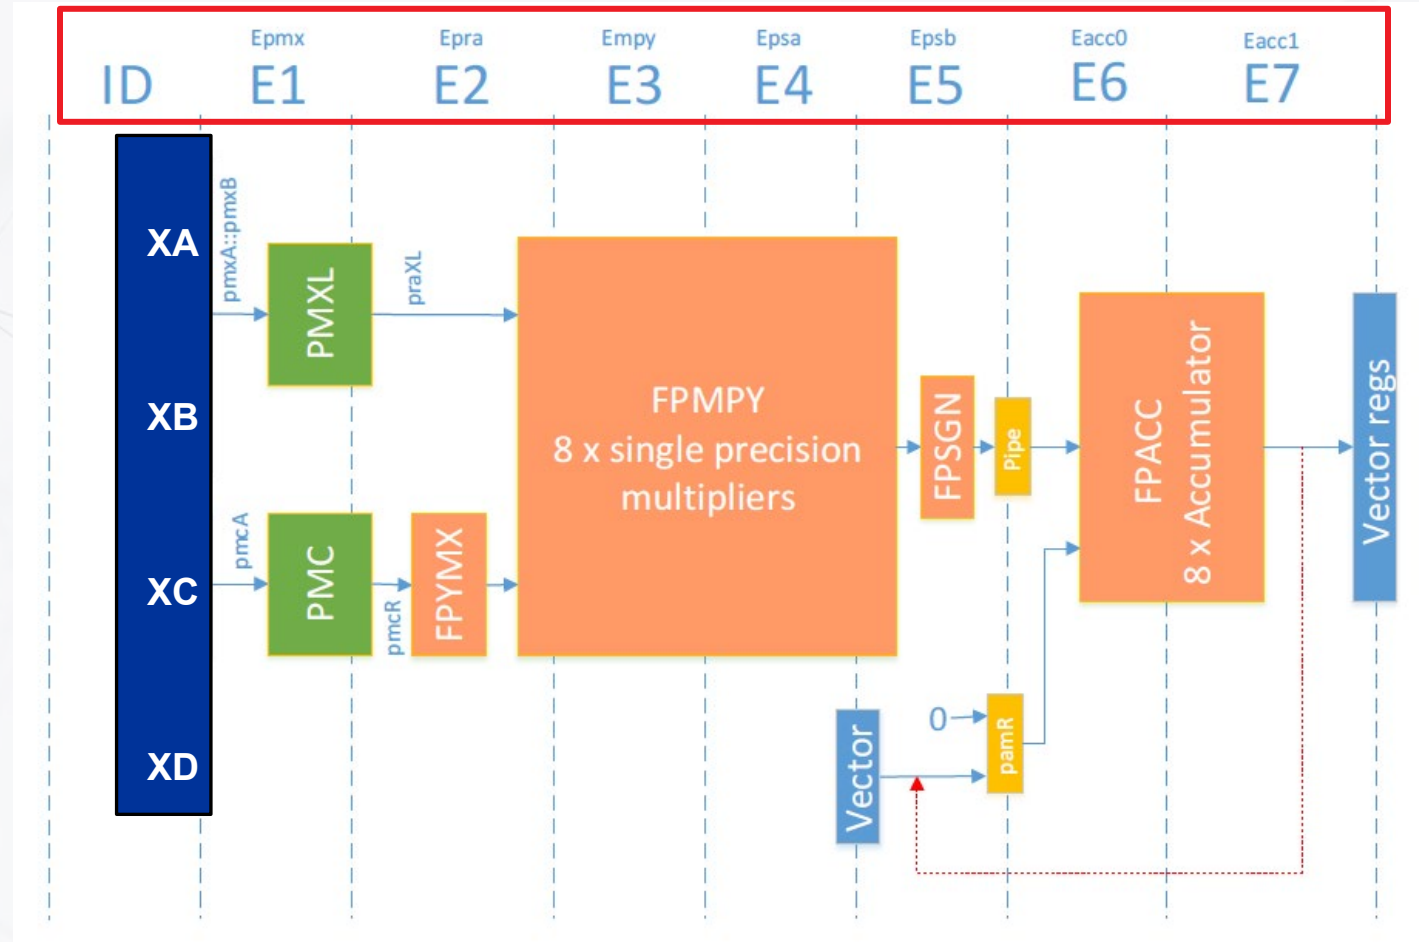 Epmx Epra Empy Epsa Epsb Eacc0 Eacc1
ID E1 E2 E3 E4 E5 E6 E7
XA
XB
XC
XD
pmxA::pmxB
PMXL
praXL
pmcA
PMC
pmcR
FPYMX
FPMPY
8 x single precision
multipliers
FPSGN
Pipe
FPACC
8 x Accumulator
Vector regs
Vector
0
pamR